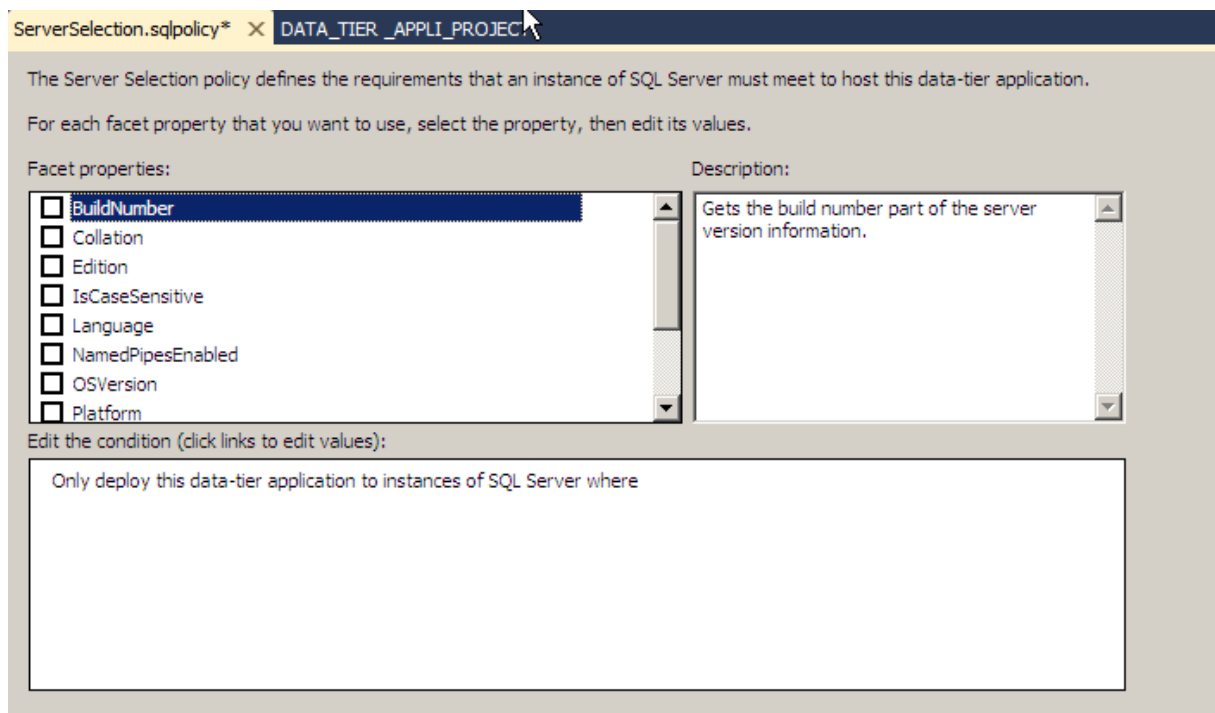 ServerSelection.sqlpolicy* DATA_TIER _APPLI_PROJECT
The Server Selection policy defines the requirements that an instance of SQL Server must meet to host this data-tier application.
For each facet property that you want to use, select the property, then edit its values.
Facet properties:
BuildNumber
Collation
Edition
IsCaseSensitive
Language
NamedPipesEnabled
OSVersion
Platform
Description:
Gets the build number part of the server
version information.
Edit the condition (click links to edit values):
Only deploy this data-tier application to instances of SQL Server where